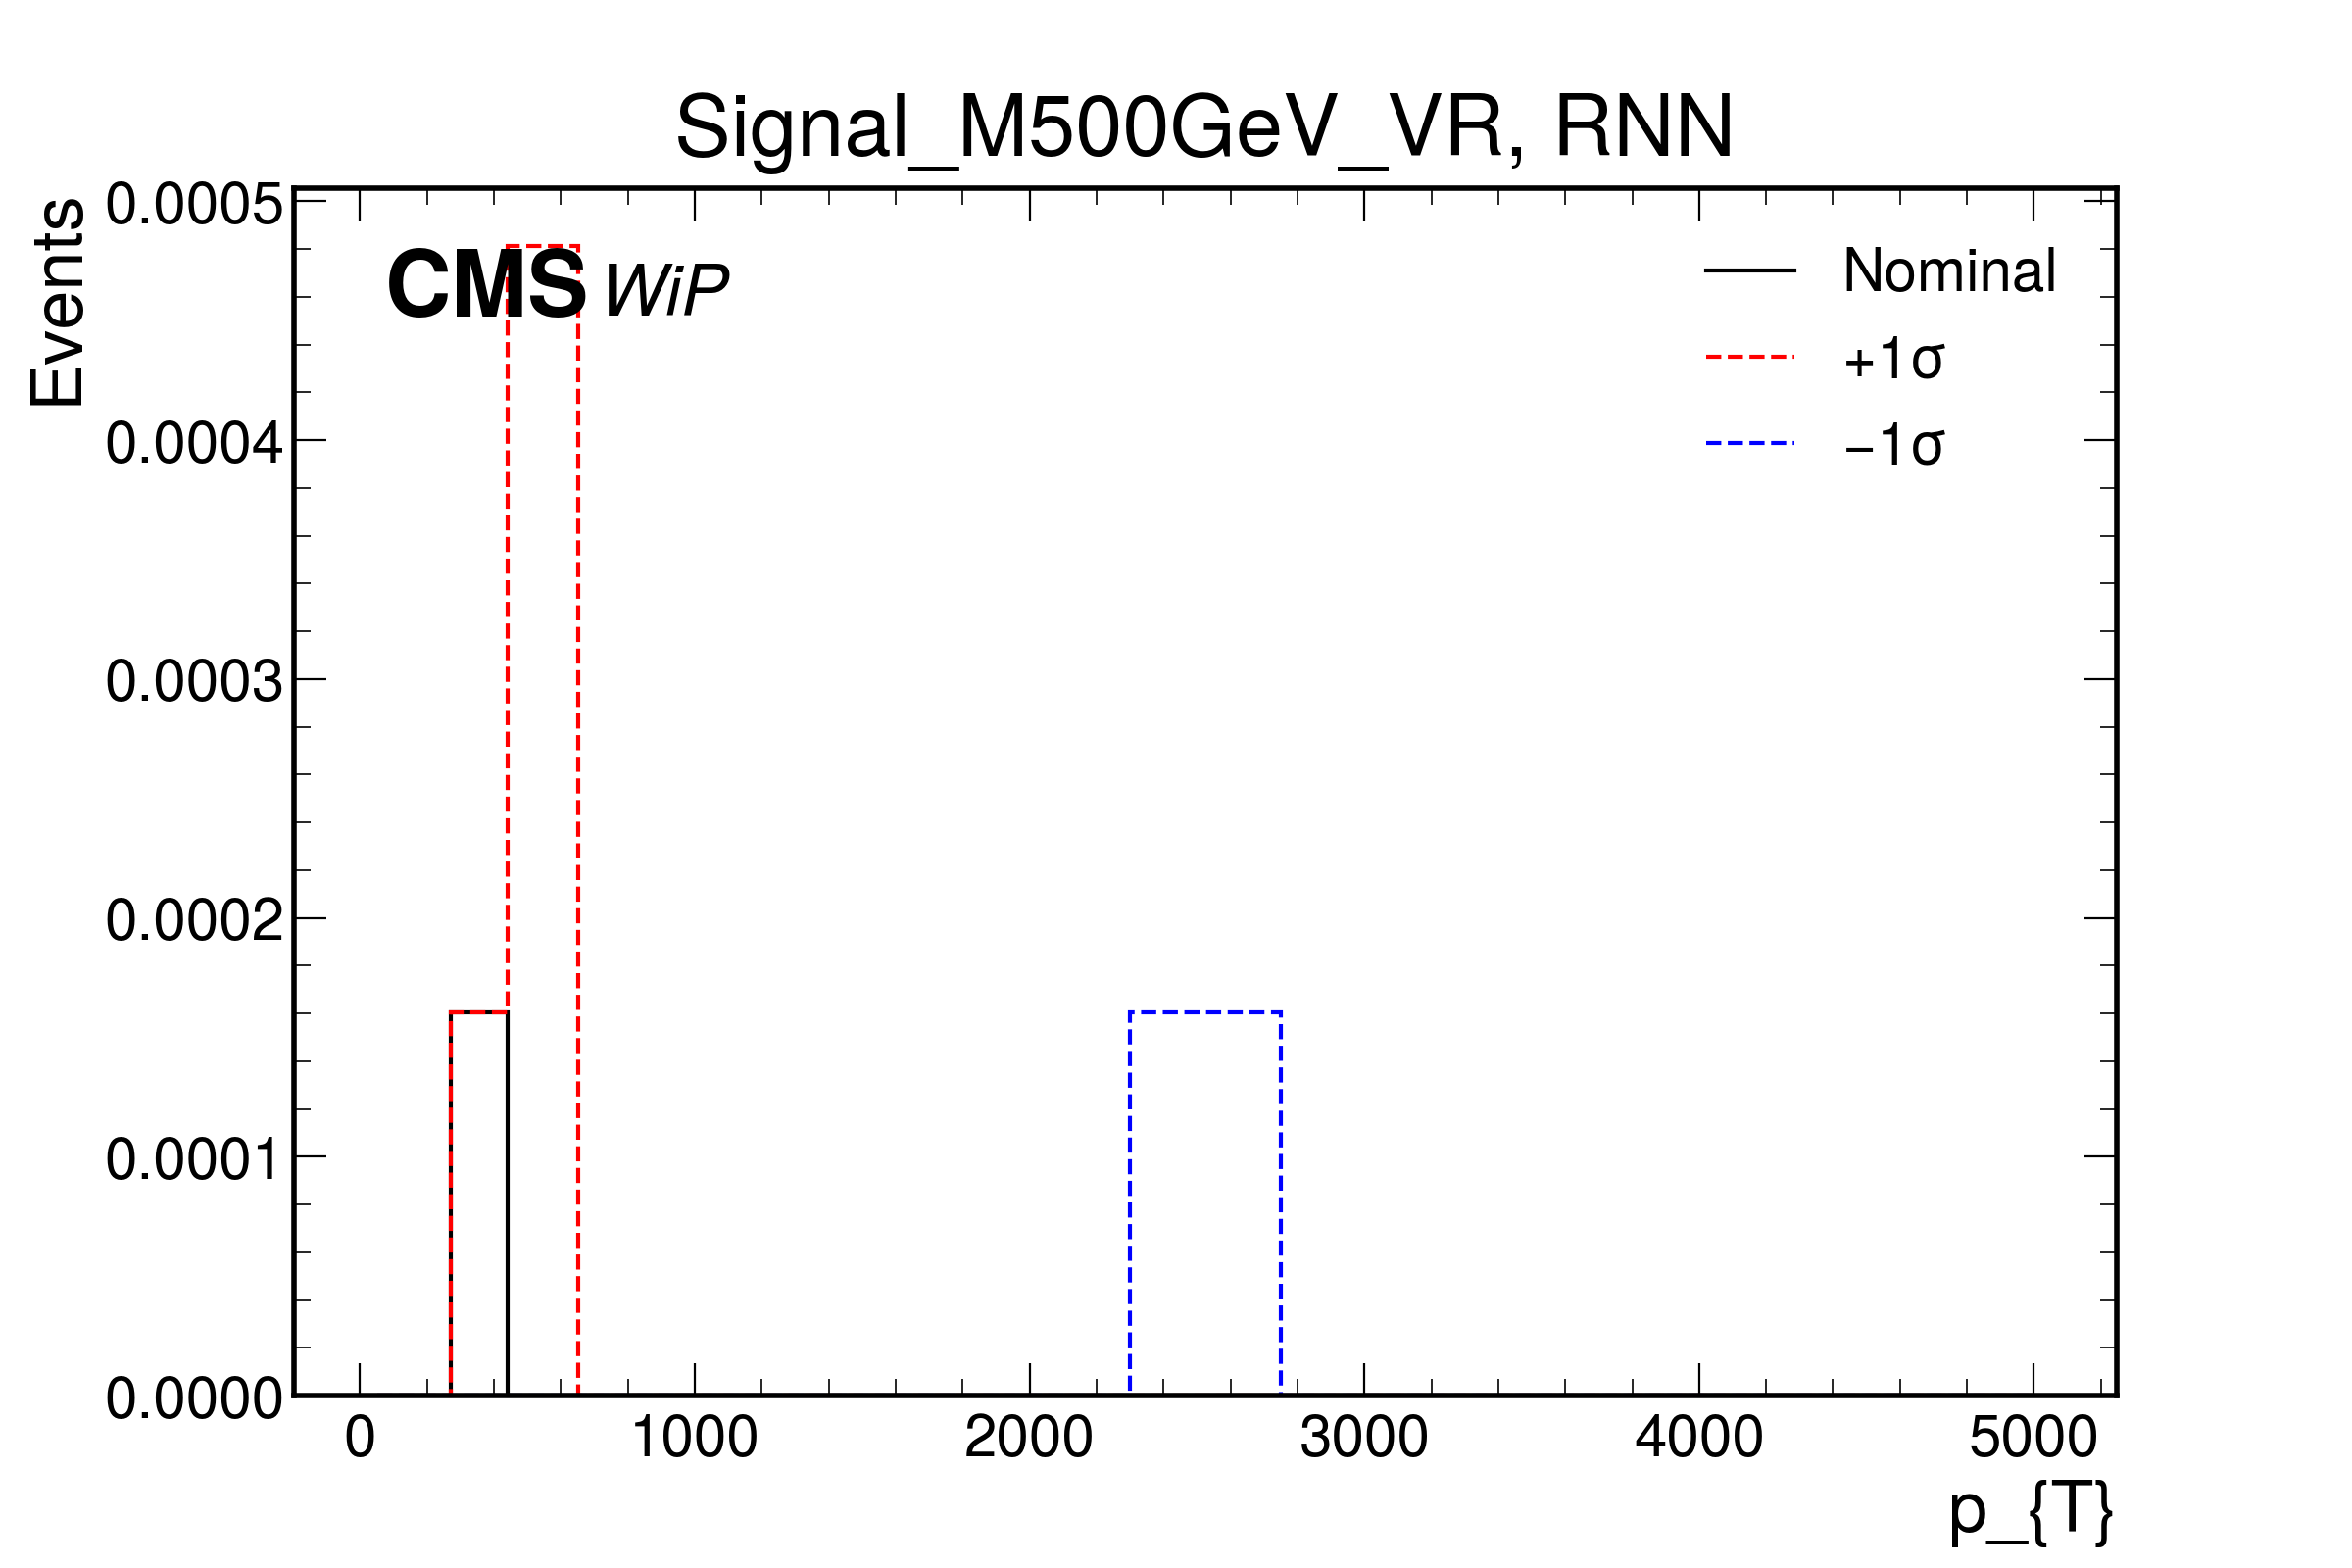 Signal_M500GeV_VR, RNN
Events
CMS WiP
Nominal
+1σ
−1σ
0.0005
0.0004
0.0003
0.0002
0.0001
0.0000
0 1000 2000 3000 4000 5000
p_{T}